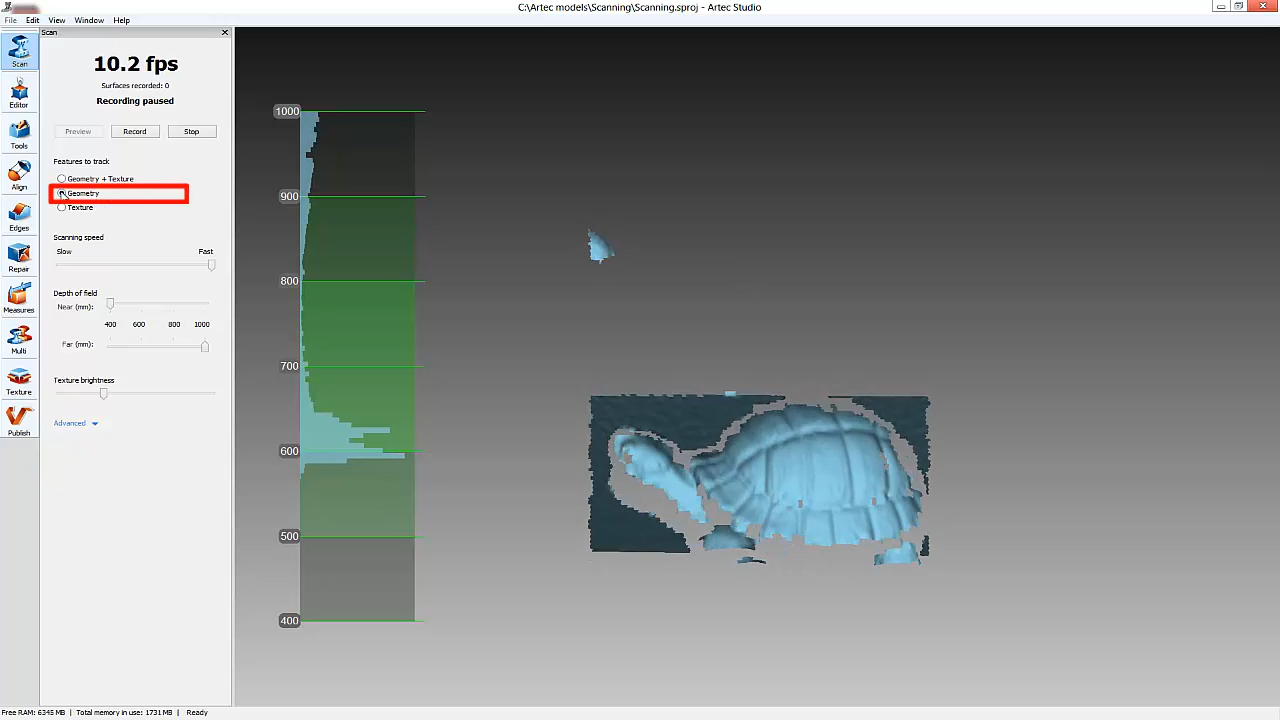 C:\Artec models\Scanning\Scanning.sproj - Artec Studio
File Edit View Window Help
Scan
Scan
Editor
Tools
Align
Edges
Repair
Measures
Multi
Texture
Publish
10.2 fps
Surfaces recorded: 0
Recording paused
Preview Record Stop
Features to track
Geometry + Texture
Geometry
Texture
Scanning speed
Slow Fast
Depth of field
Near (mm):
400 600 800 1000
Far (mm):
Texture brightness
Advanced
1000
900
800
700
600
500
400
Free RAM: 6345 MB | Total memory in use: 1731 MB | Ready